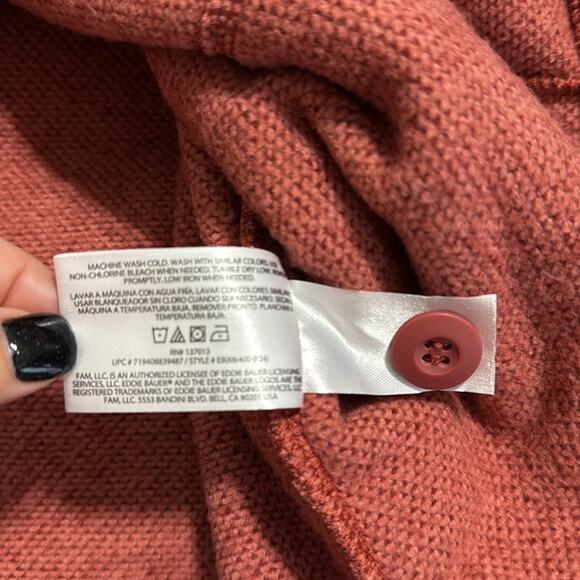 MACHINE WASH COLD. WASH WITH SIMILAR COLORS. USE
NON-CHLORINE BLEACH WHEN NEEDED. TUMBLE DRY LOW. REMOVE
PROMPTLY. LOW IRON WHEN NEEDED.
LAVAR A MÁQUINA CON AGUA FRÍA. LAVAR CON COLORES SIMILARES.
USAR BLANQUEADOR SIN CLORO CUANDO SEA NECESARIO. SECAR
MÁQUINA A TEMPERATURA BAJA. REMOVER PRONTO. PLANCHAR
TEMPERATURA BAJA.
RN# 137013
UPC # 719408839487 / STYLE # EB006400 (F24)
FAM, LLC. IS AN AUTHORIZED LICENSEE OF EDDIE BAUER LICENSING
SERVICES, LLC. EDDIE BAUER® AND THE EDDIE BAUER LOGOS ARE THE
REGISTERED TRADEMARKS OF EDDIE BAUER LICENSING SERVICES, LLC
FAM, LLC. 5553 BANDINI BLVD. BELL, CA 90201 USA